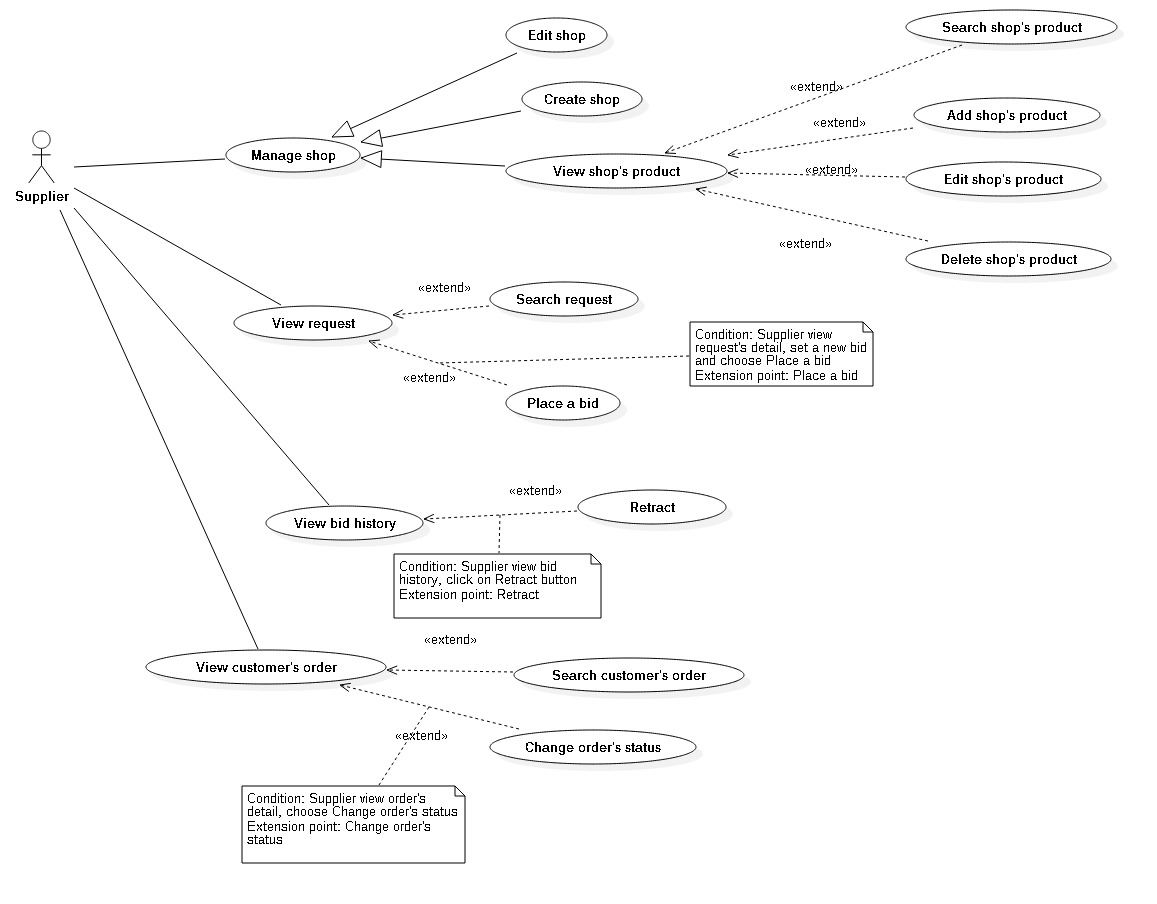 Edit shop
Search shop's product
«extend»
Create shop
Add shop's product
«extend»
Manage shop
View shop's product
«extend»
Edit shop's product
Supplier
«extend»
Delete shop's product
«extend»
Search request
View request
Condition: Supplier view
request's detail, set a new bid
and choose Place a bid
Extension point: Place a bid
«extend»
Place a bid
«extend»
Retract
View bid history
Condition: Supplier view bid
history, click on Retract button
Extension point: Retract
«extend»
View customer's order
Search customer's order
«extend»
Change order's status
Condition: Supplier view order's
detail, choose Change order's status
Extension point: Change order's
status